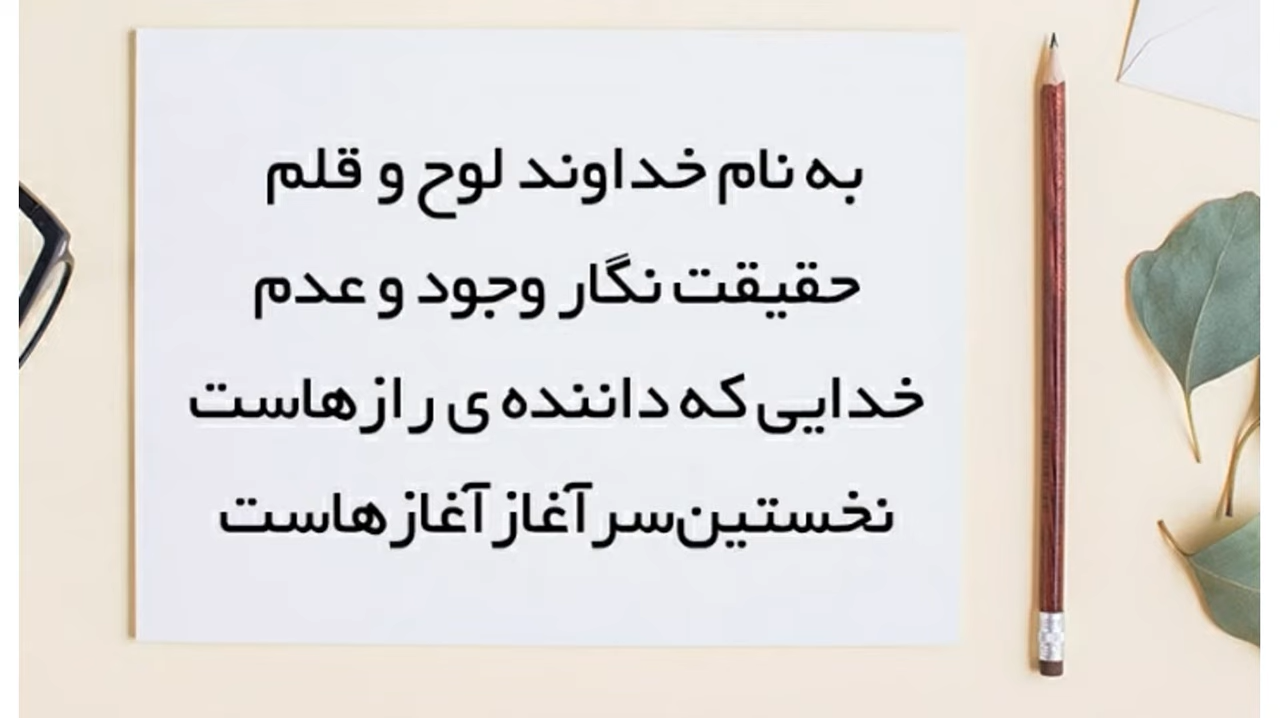 به نام خداوند لوح و قلم
حقیقت نگار وجود و عدم
خدایی که داننده ی رازهاست
نخستین سرآغاز آغازهاست